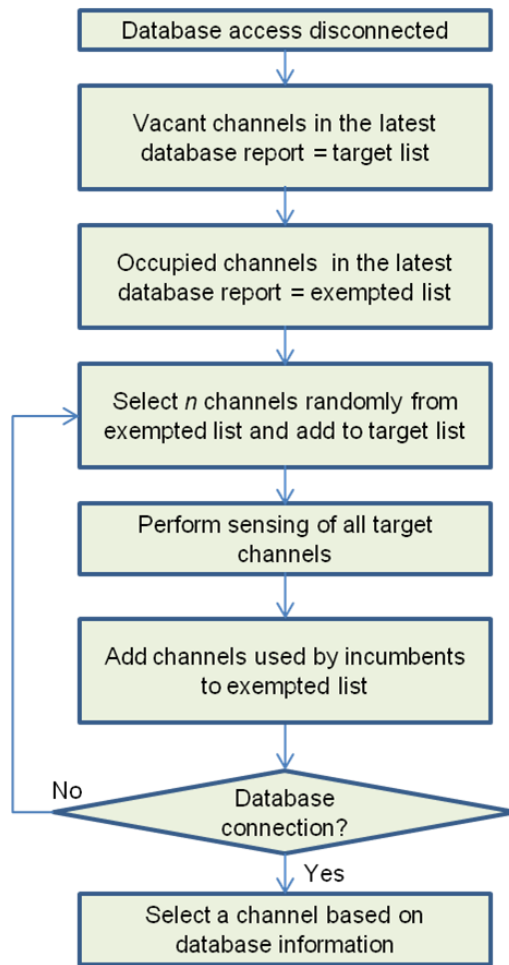 Database access disconnected
Vacant channels in the latest
database report = target list
Occupied channels in the latest
database report = exempted list
Select n channels randomly from
exempted list and add to target list
Perform sensing of all target
channels
Add channels used by incumbents
to exempted list
No
Database
connection?
Yes
Select a channel based on
database information